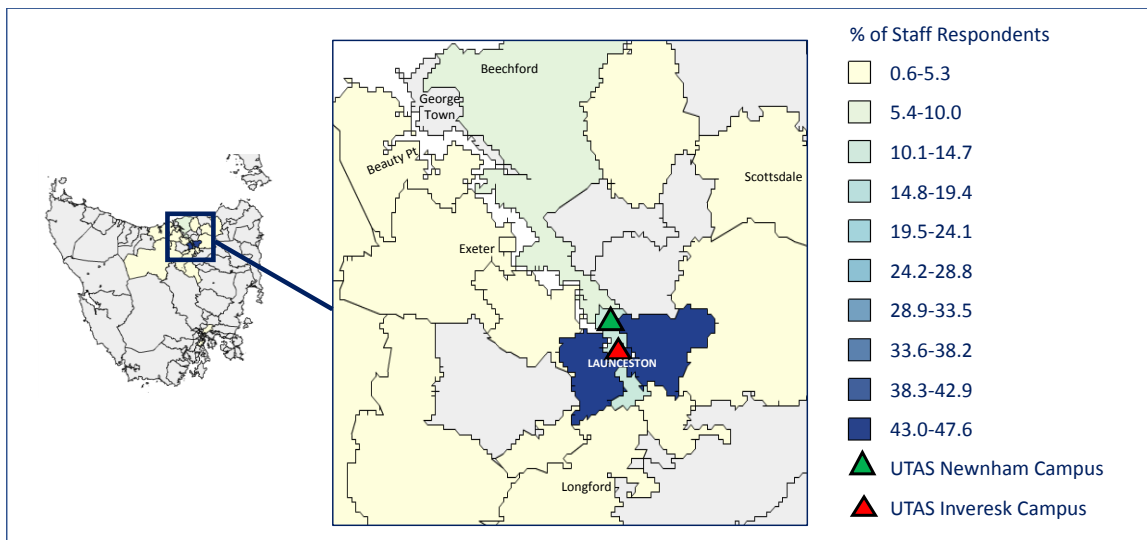 % of Staff Respondents
0.6-5.3
5.4-10.0
10.1-14.7
14.8-19.4
19.5-24.1
24.2-28.8
28.9-33.5
33.6-38.2
38.3-42.9
43.0-47.6
UTAS Newnham Campus
UTAS Inveresk Campus
Beechford
George
Town
Beauty Pt
Scottsdale
Exeter
LAUNCESTON
Longford